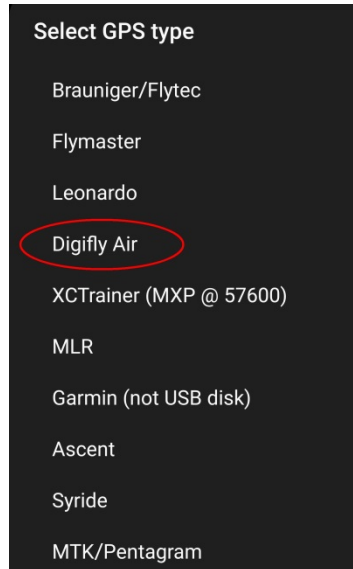 Select GPS type
Brauniger/Flytec
Flymaster
Leonardo
Digifly Air
XCTrainer (MXP @ 57600)
MLR
Garmin (not USB disk)
Ascent
Syride
MTK/Pentagram